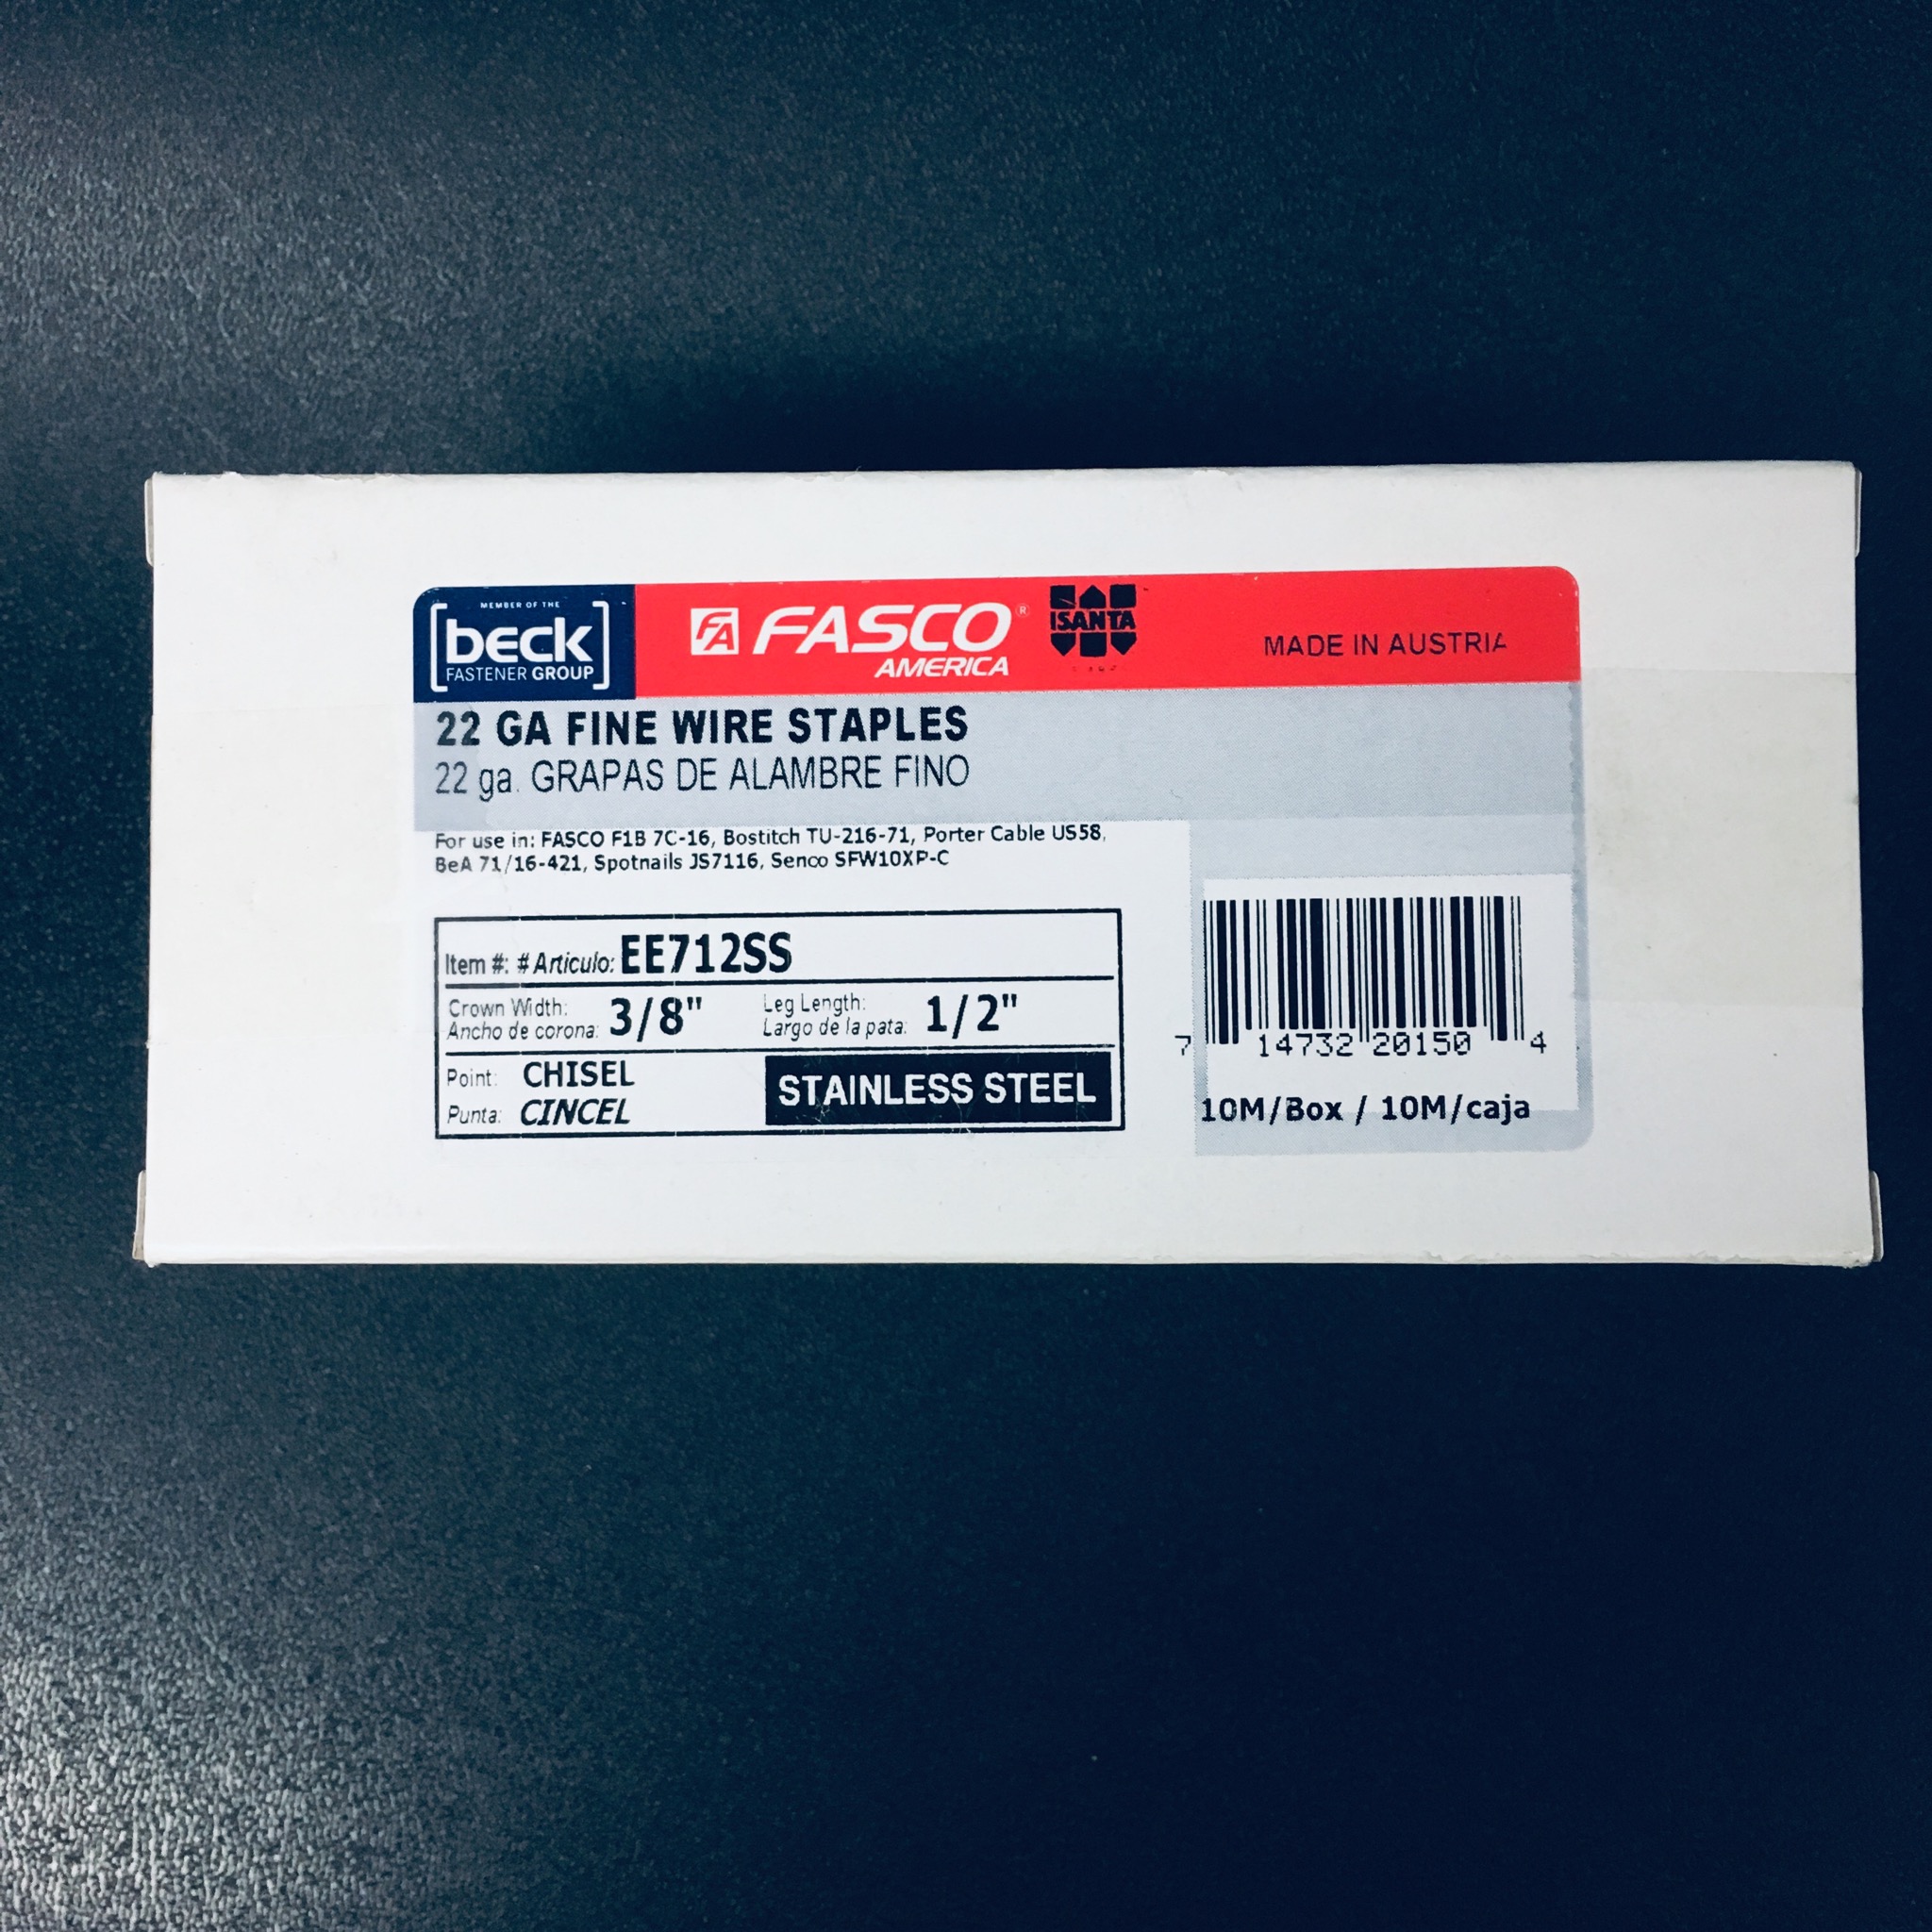 MEMBER OF THE
beck
FASTENER GROUP
FA FASCO®
AMERICA
ISANTA
MADE IN AUSTRIA
22 GA FINE WIRE STAPLES
22 ga. GRAPAS DE ALAMBRE FINO
For use in: FASCO F1B 7C-16, Bostitch TU-216-71, Porter Cable US58,
BeA 71/16-421, Spotnails JS7116, Senco SFW10XP-C
Item #: # Articulo: EE712SS
Crown Width: 3/8" Leg Length: 1/2"
Ancho de corona: Largo de la pata:
Point: CHISEL
Punta: CINCEL
STAINLESS STEEL
7 14732 20150 4
10M/Box / 10M/caja